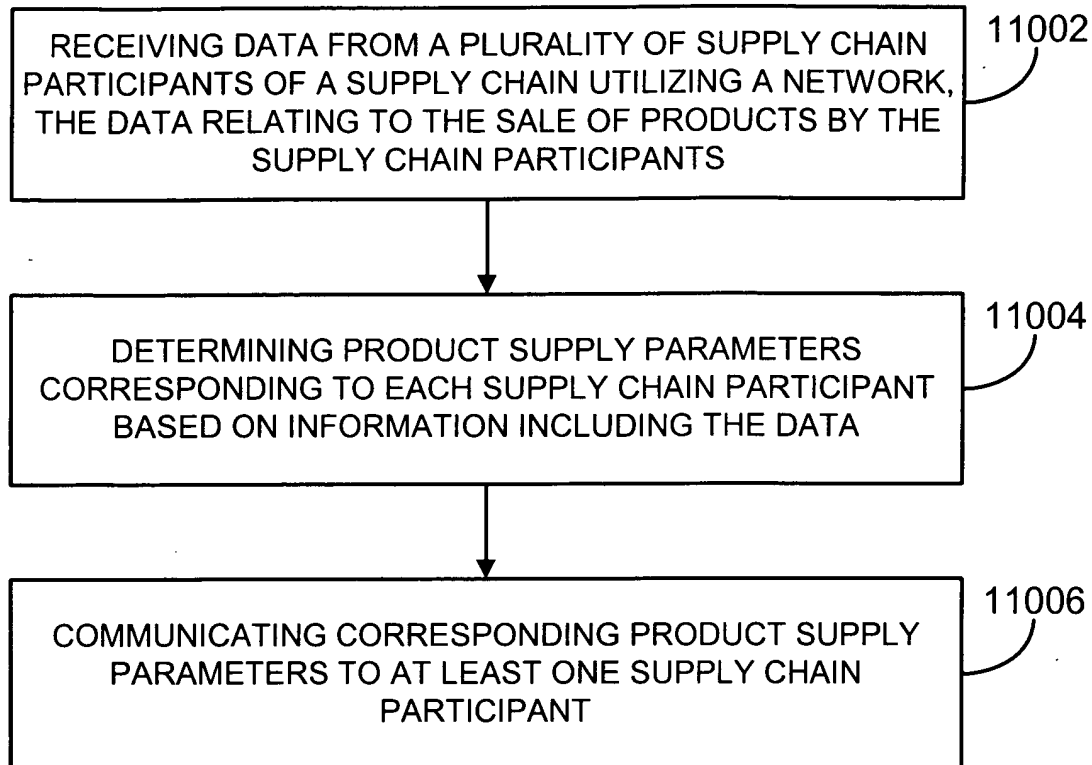 RECEIVING DATA FROM A PLURALITY OF SUPPLY CHAIN
PARTICIPANTS OF A SUPPLY CHAIN UTILIZING A NETWORK,
THE DATA RELATING TO THE SALE OF PRODUCTS BY THE
SUPPLY CHAIN PARTICIPANTS
11002
DETERMINING PRODUCT SUPPLY PARAMETERS
CORRESPONDING TO EACH SUPPLY CHAIN PARTICIPANT
BASED ON INFORMATION INCLUDING THE DATA
11004
COMMUNICATING CORRESPONDING PRODUCT SUPPLY
PARAMETERS TO AT LEAST ONE SUPPLY CHAIN
PARTICIPANT
11006